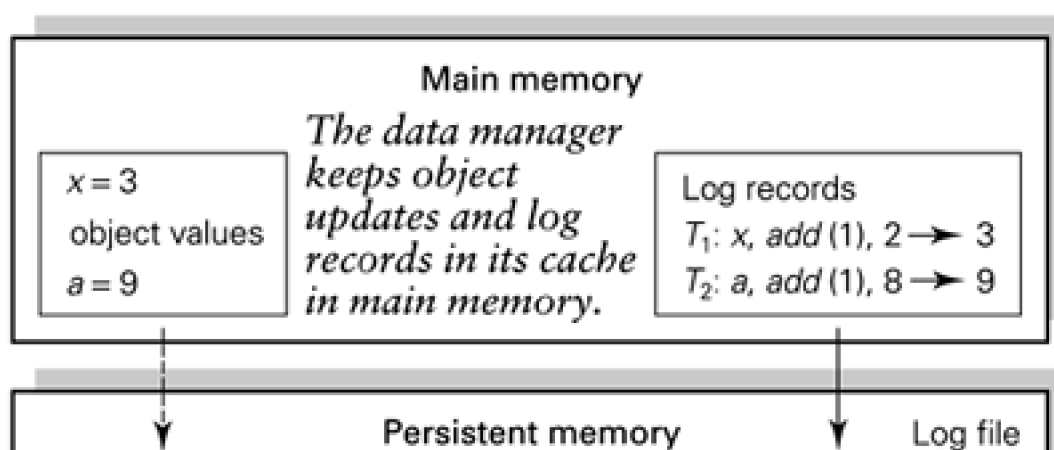 Main memory
x = 3
object values
a = 9
The data manager
keeps object
updates and log
records in its cache
in main memory.
Log records
T₁: x, add (1), 2 → 3
T₂: a, add (1), 8 → 9
Persistent memory
Log file